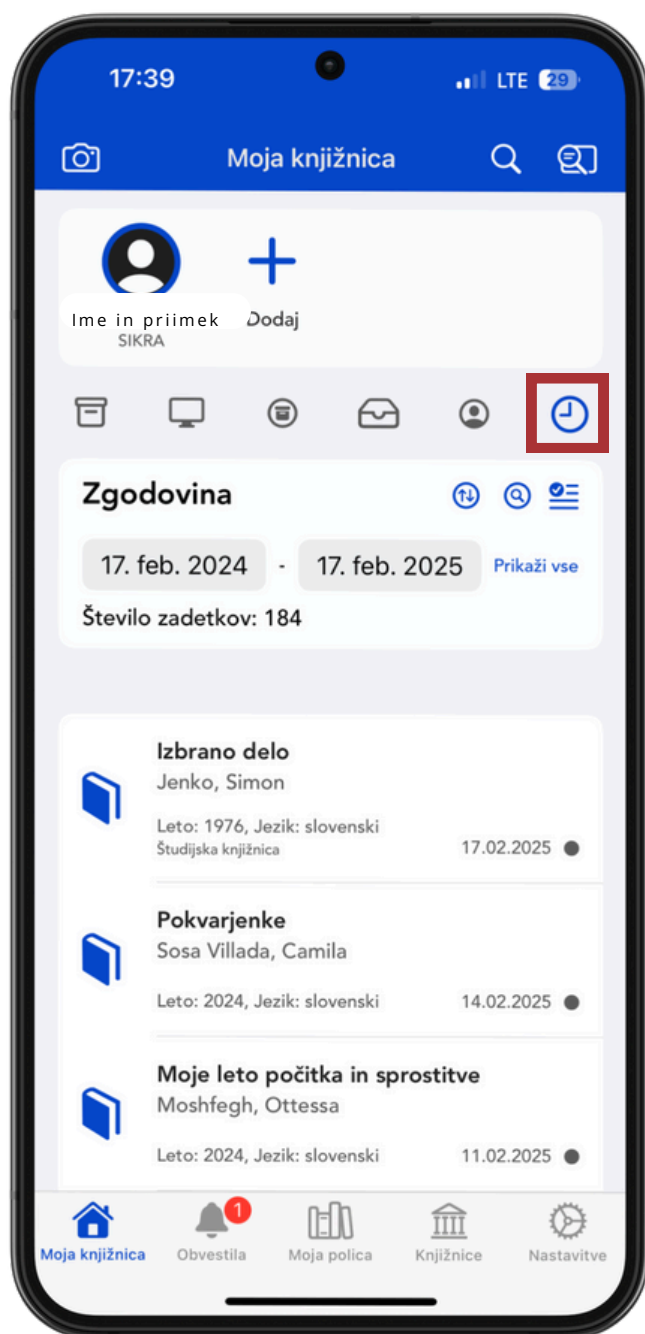 17:39
LTE 29
Moja knjižnica
Ime in priimek
Dodaj
SIKRA
Zgodovina
17. feb. 2024 - 17. feb. 2025 Prikaži vse
Število zadetkov: 184
Izbrano delo
Jenko, Simon
Leto: 1976, Jezik: slovenski
Študijska knjižnica
17.02.2025
Pokvarjenke
Sosa Villada, Camila
Leto: 2024, Jezik: slovenski 14.02.2025
Moje leto počitka in sprostitve
Moshfegh, Ottessa
Leto: 2024, Jezik: slovenski 11.02.2025
1
Moja knjižnica Obvestila Moja polica Knjižnice Nastavitve